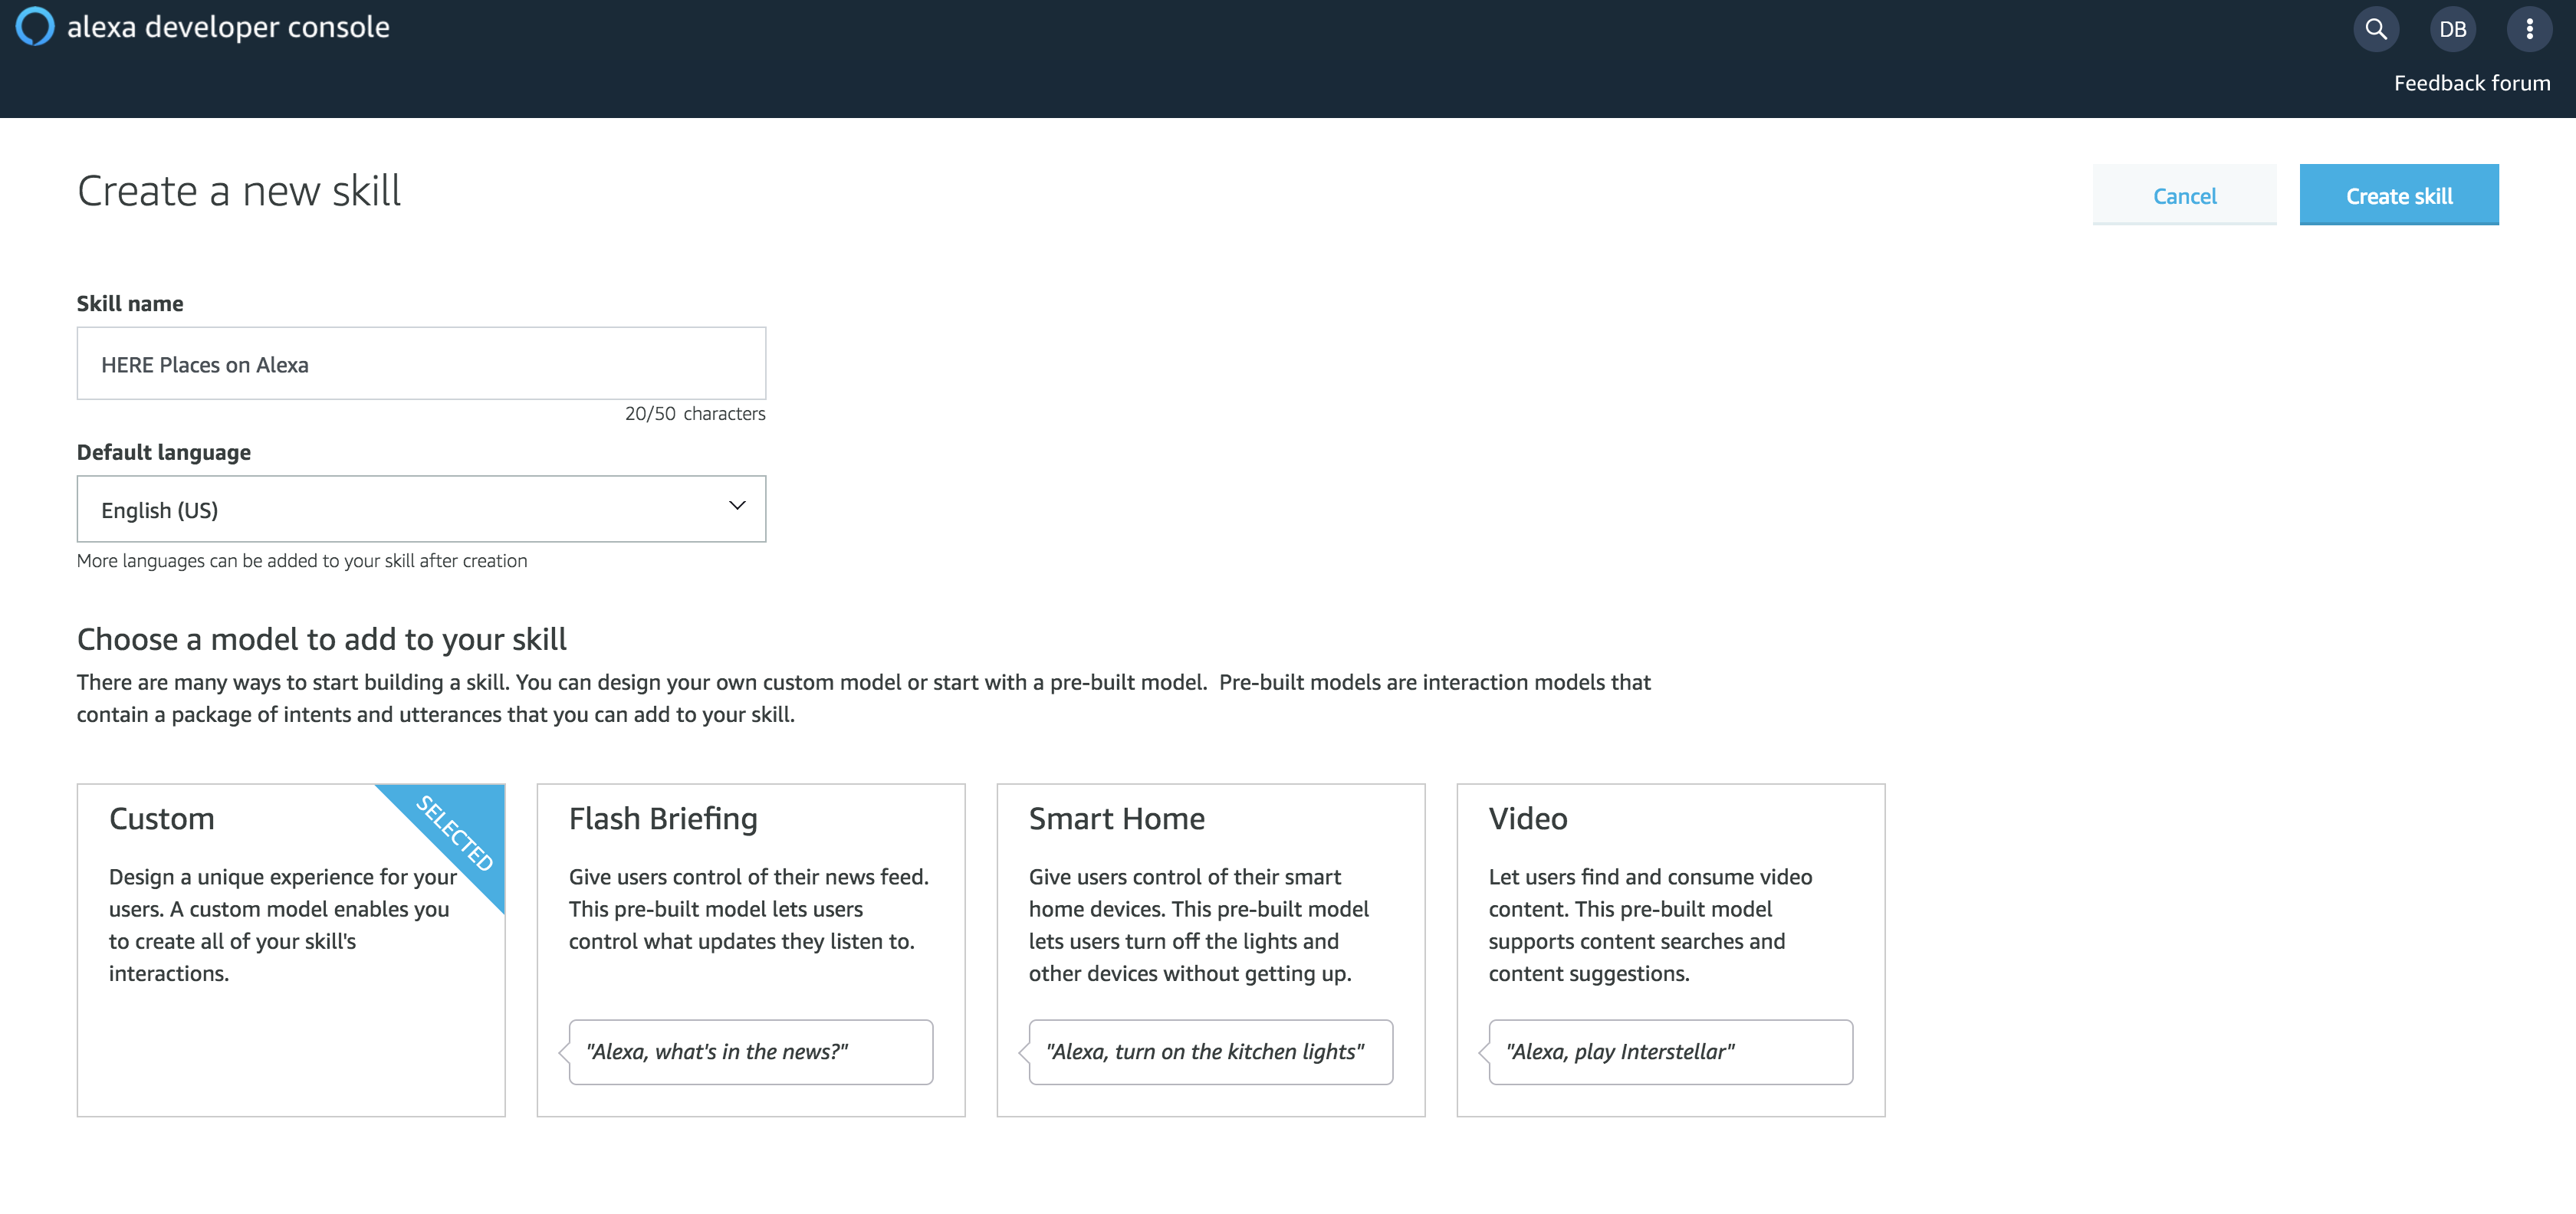 alexa developer console
DB
Feedback forum
Create a new skill
Cancel
Create skill
Skill name
HERE Places on Alexa
20/50 characters
Default language
English (US)
More languages can be added to your skill after creation
Choose a model to add to your skill
There are many ways to start building a skill. You can design your own custom model or start with a pre-built model.  Pre-built models are interaction models that
contain a package of intents and utterances that you can add to your skill.
Custom
SELECTED
Design a unique experience for your
users. A custom model enables you
to create all of your skill's
interactions.
Flash Briefing
Give users control of their news feed.
This pre-built model lets users
control what updates they listen to.
"Alexa, what's in the news?"
Smart Home
Give users control of their smart
home devices. This pre-built model
lets users turn off the lights and
other devices without getting up.
"Alexa, turn on the kitchen lights"
Video
Let users find and consume video
content. This pre-built model
supports content searches and
content suggestions.
"Alexa, play Interstellar"